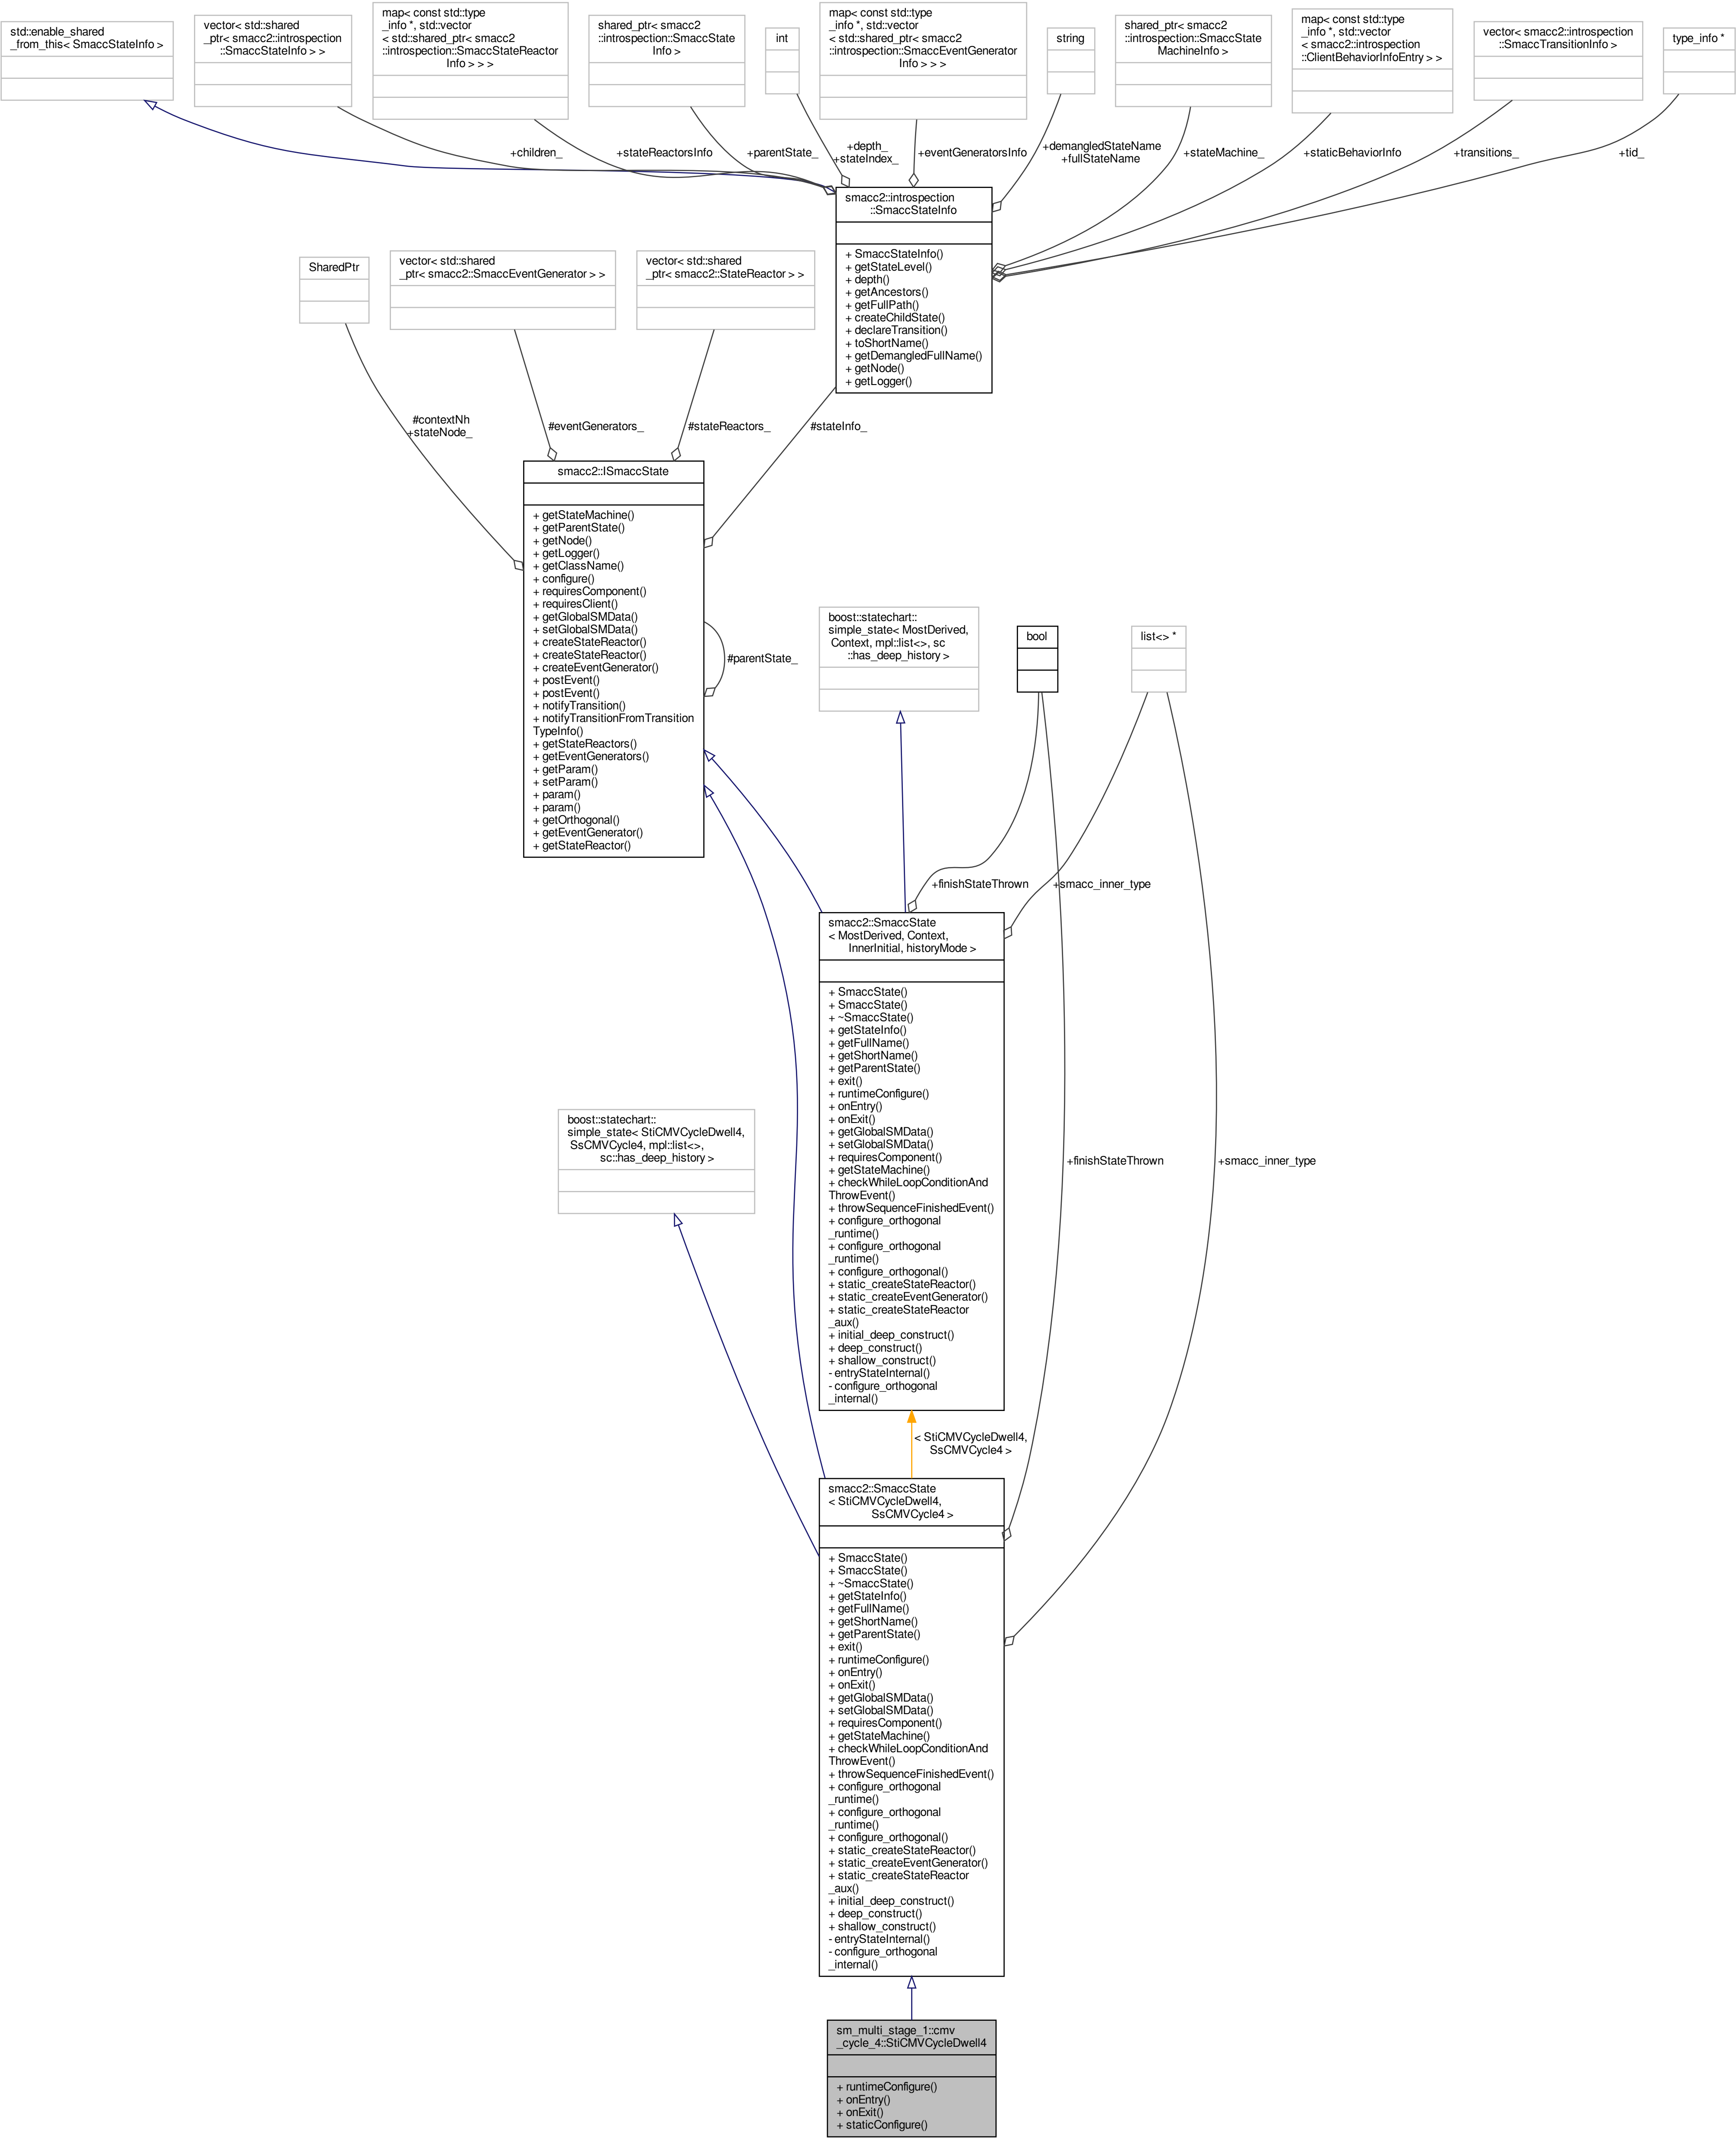 std::enable_shared
_from_this< SmaccStateInfo >
vector< std::shared
_ptr< smacc2::introspection
::SmaccStateInfo > >
map< const std::type
_info *, std::vector
< std::shared_ptr< smacc2
::introspection::SmaccStateReactor
Info > > >
shared_ptr< smacc2
::introspection::SmaccState
Info >
int
map< const std::type
_info *, std::vector
< std::shared_ptr< smacc2
::introspection::SmaccEventGenerator
Info > > >
string
shared_ptr< smacc2
::introspection::SmaccState
MachineInfo >
map< const std::type
_info *, std::vector
< smacc2::introspection
::ClientBehaviorInfoEntry > >
vector< smacc2::introspection
::SmaccTransitionInfo >
type_info *
+children_
+stateReactorsInfo
+parentState_
+depth_
+stateIndex_
+eventGeneratorsInfo
+demangledStateName
+fullStateName
+stateMachine_
+staticBehaviorInfo
+transitions_
+tid_
smacc2::introspection
::SmaccStateInfo
+ SmaccStateInfo()
+ getStateLevel()
+ depth()
+ getAncestors()
+ getFullPath()
+ createChildState()
+ declareTransition()
+ toShortName()
+ getDemangledFullName()
+ getNode()
+ getLogger()
SharedPtr
vector< std::shared
_ptr< smacc2::SmaccEventGenerator > >
vector< std::shared
_ptr< smacc2::StateReactor > >
#contextNh
+stateNode_
#eventGenerators_
#stateReactors_
#stateInfo_
smacc2::ISmaccState
+ getStateMachine()
+ getParentState()
+ getNode()
+ getLogger()
+ getClassName()
+ configure()
+ requiresComponent()
+ requiresClient()
+ getGlobalSMData()
+ setGlobalSMData()
+ createStateReactor()
+ createStateReactor()
+ createEventGenerator()
+ postEvent()
+ postEvent()
+ notifyTransition()
+ notifyTransitionFromTransition
TypeInfo()
+ getStateReactors()
+ getEventGenerators()
+ getParam()
+ setParam()
+ param()
+ param()
+ getOrthogonal()
+ getEventGenerator()
+ getStateReactor()
#parentState_
boost::statechart::
simple_state< MostDerived,
Context, mpl::list<>, sc
::has_deep_history >
bool
list<> *
+finishStateThrown
+smacc_inner_type
smacc2::SmaccState
< MostDerived, Context,
InnerInitial, historyMode >
+ SmaccState()
+ SmaccState()
+ ~SmaccState()
+ getStateInfo()
+ getFullName()
+ getShortName()
+ getParentState()
+ exit()
+ runtimeConfigure()
+ onEntry()
+ onExit()
+ getGlobalSMData()
+ setGlobalSMData()
+ requiresComponent()
+ getStateMachine()
+ checkWhileLoopConditionAnd
ThrowEvent()
+ throwSequenceFinishedEvent()
+ configure_orthogonal
_runtime()
+ configure_orthogonal
_runtime()
+ configure_orthogonal()
+ static_createStateReactor()
+ static_createEventGenerator()
+ static_createStateReactor
_aux()
+ initial_deep_construct()
+ deep_construct()
+ shallow_construct()
- entryStateInternal()
- configure_orthogonal
_internal()
boost::statechart::
simple_state< StiCMVCycleDwell4,
SsCMVCycle4, mpl::list<>,
sc::has_deep_history >
+finishStateThrown
+smacc_inner_type
< StiCMVCycleDwell4,
SsCMVCycle4 >
smacc2::SmaccState
< StiCMVCycleDwell4,
SsCMVCycle4 >
+ SmaccState()
+ SmaccState()
+ ~SmaccState()
+ getStateInfo()
+ getFullName()
+ getShortName()
+ getParentState()
+ exit()
+ runtimeConfigure()
+ onEntry()
+ onExit()
+ getGlobalSMData()
+ setGlobalSMData()
+ requiresComponent()
+ getStateMachine()
+ checkWhileLoopConditionAnd
ThrowEvent()
+ throwSequenceFinishedEvent()
+ configure_orthogonal
_runtime()
+ configure_orthogonal
_runtime()
+ configure_orthogonal()
+ static_createStateReactor()
+ static_createEventGenerator()
+ static_createStateReactor
_aux()
+ initial_deep_construct()
+ deep_construct()
+ shallow_construct()
- entryStateInternal()
- configure_orthogonal
_internal()
sm_multi_stage_1::cmv
_cycle_4::StiCMVCycleDwell4
+ runtimeConfigure()
+ onEntry()
+ onExit()
+ staticConfigure()